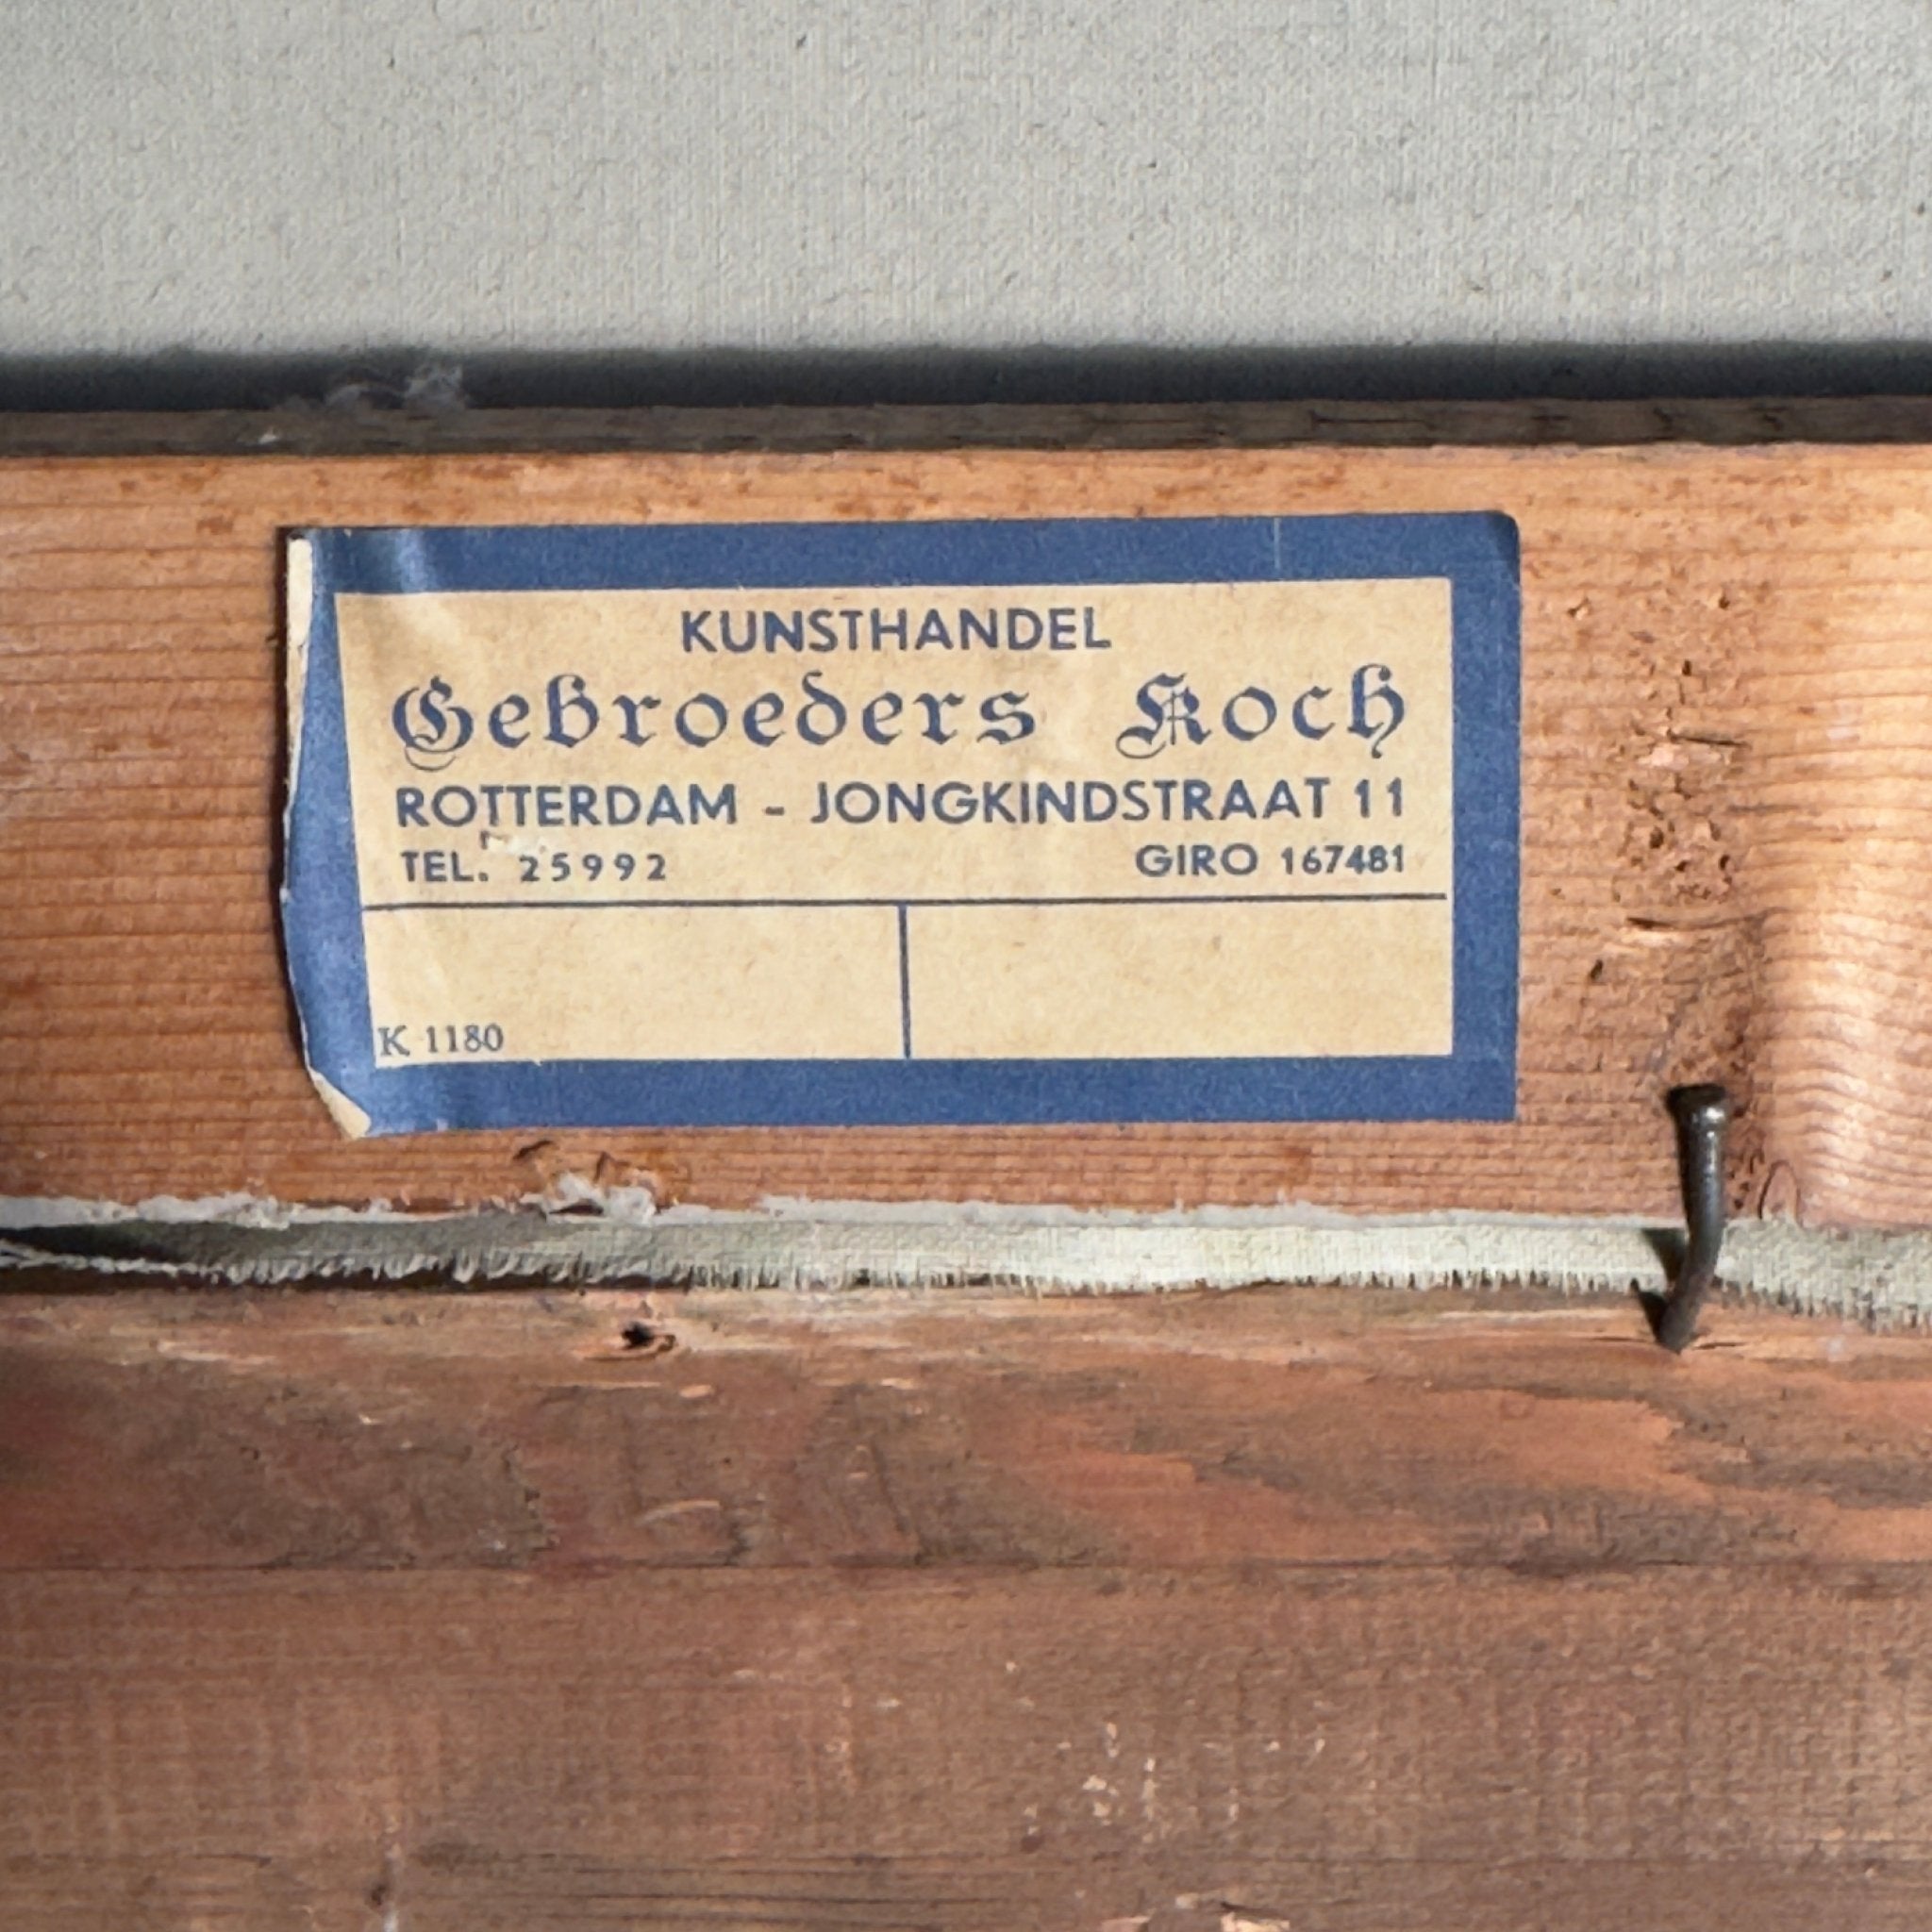 KUNSTHANDEL
Gebroeders Koch
ROTTERDAM - JONGKINDSTRAAT 11
TEL. 25992 GIRO 167481
K 1180